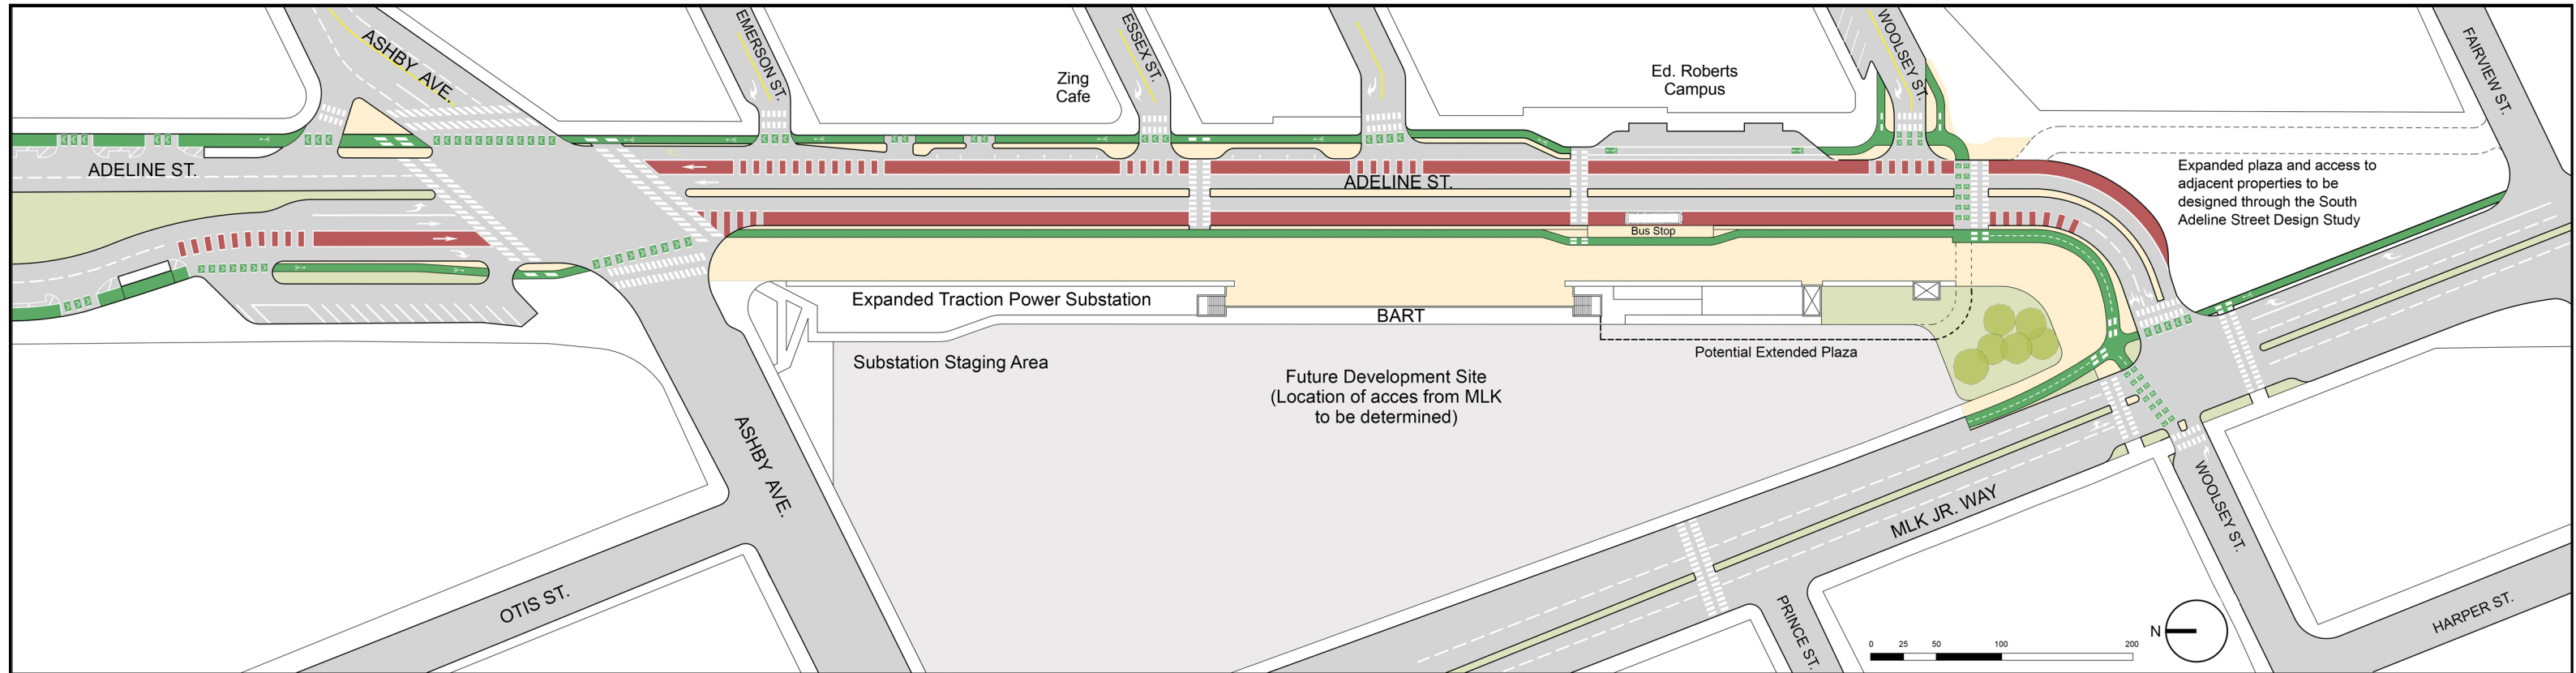 ASHBY AVE.
EMERSON ST.
ESSEX ST.
WOOLSEY ST.
FAIRVIEW ST.
Zing
Cafe
Ed. Roberts
Campus
ADELINE ST.
ADELINE ST.
Expanded plaza and access to
adjacent properties to be
designed through the South
Adeline Street Design Study
Bus Stop
Expanded Traction Power Substation
BART
Substation Staging Area
Potential Extended Plaza
Future Development Site
(Location of acces from MLK
to be determined)
ASHBY AVE.
MLK JR. WAY
WOOLSEY ST.
OTIS ST.
PRINCE ST.
HARPER ST.
N
0 25 50 100 200